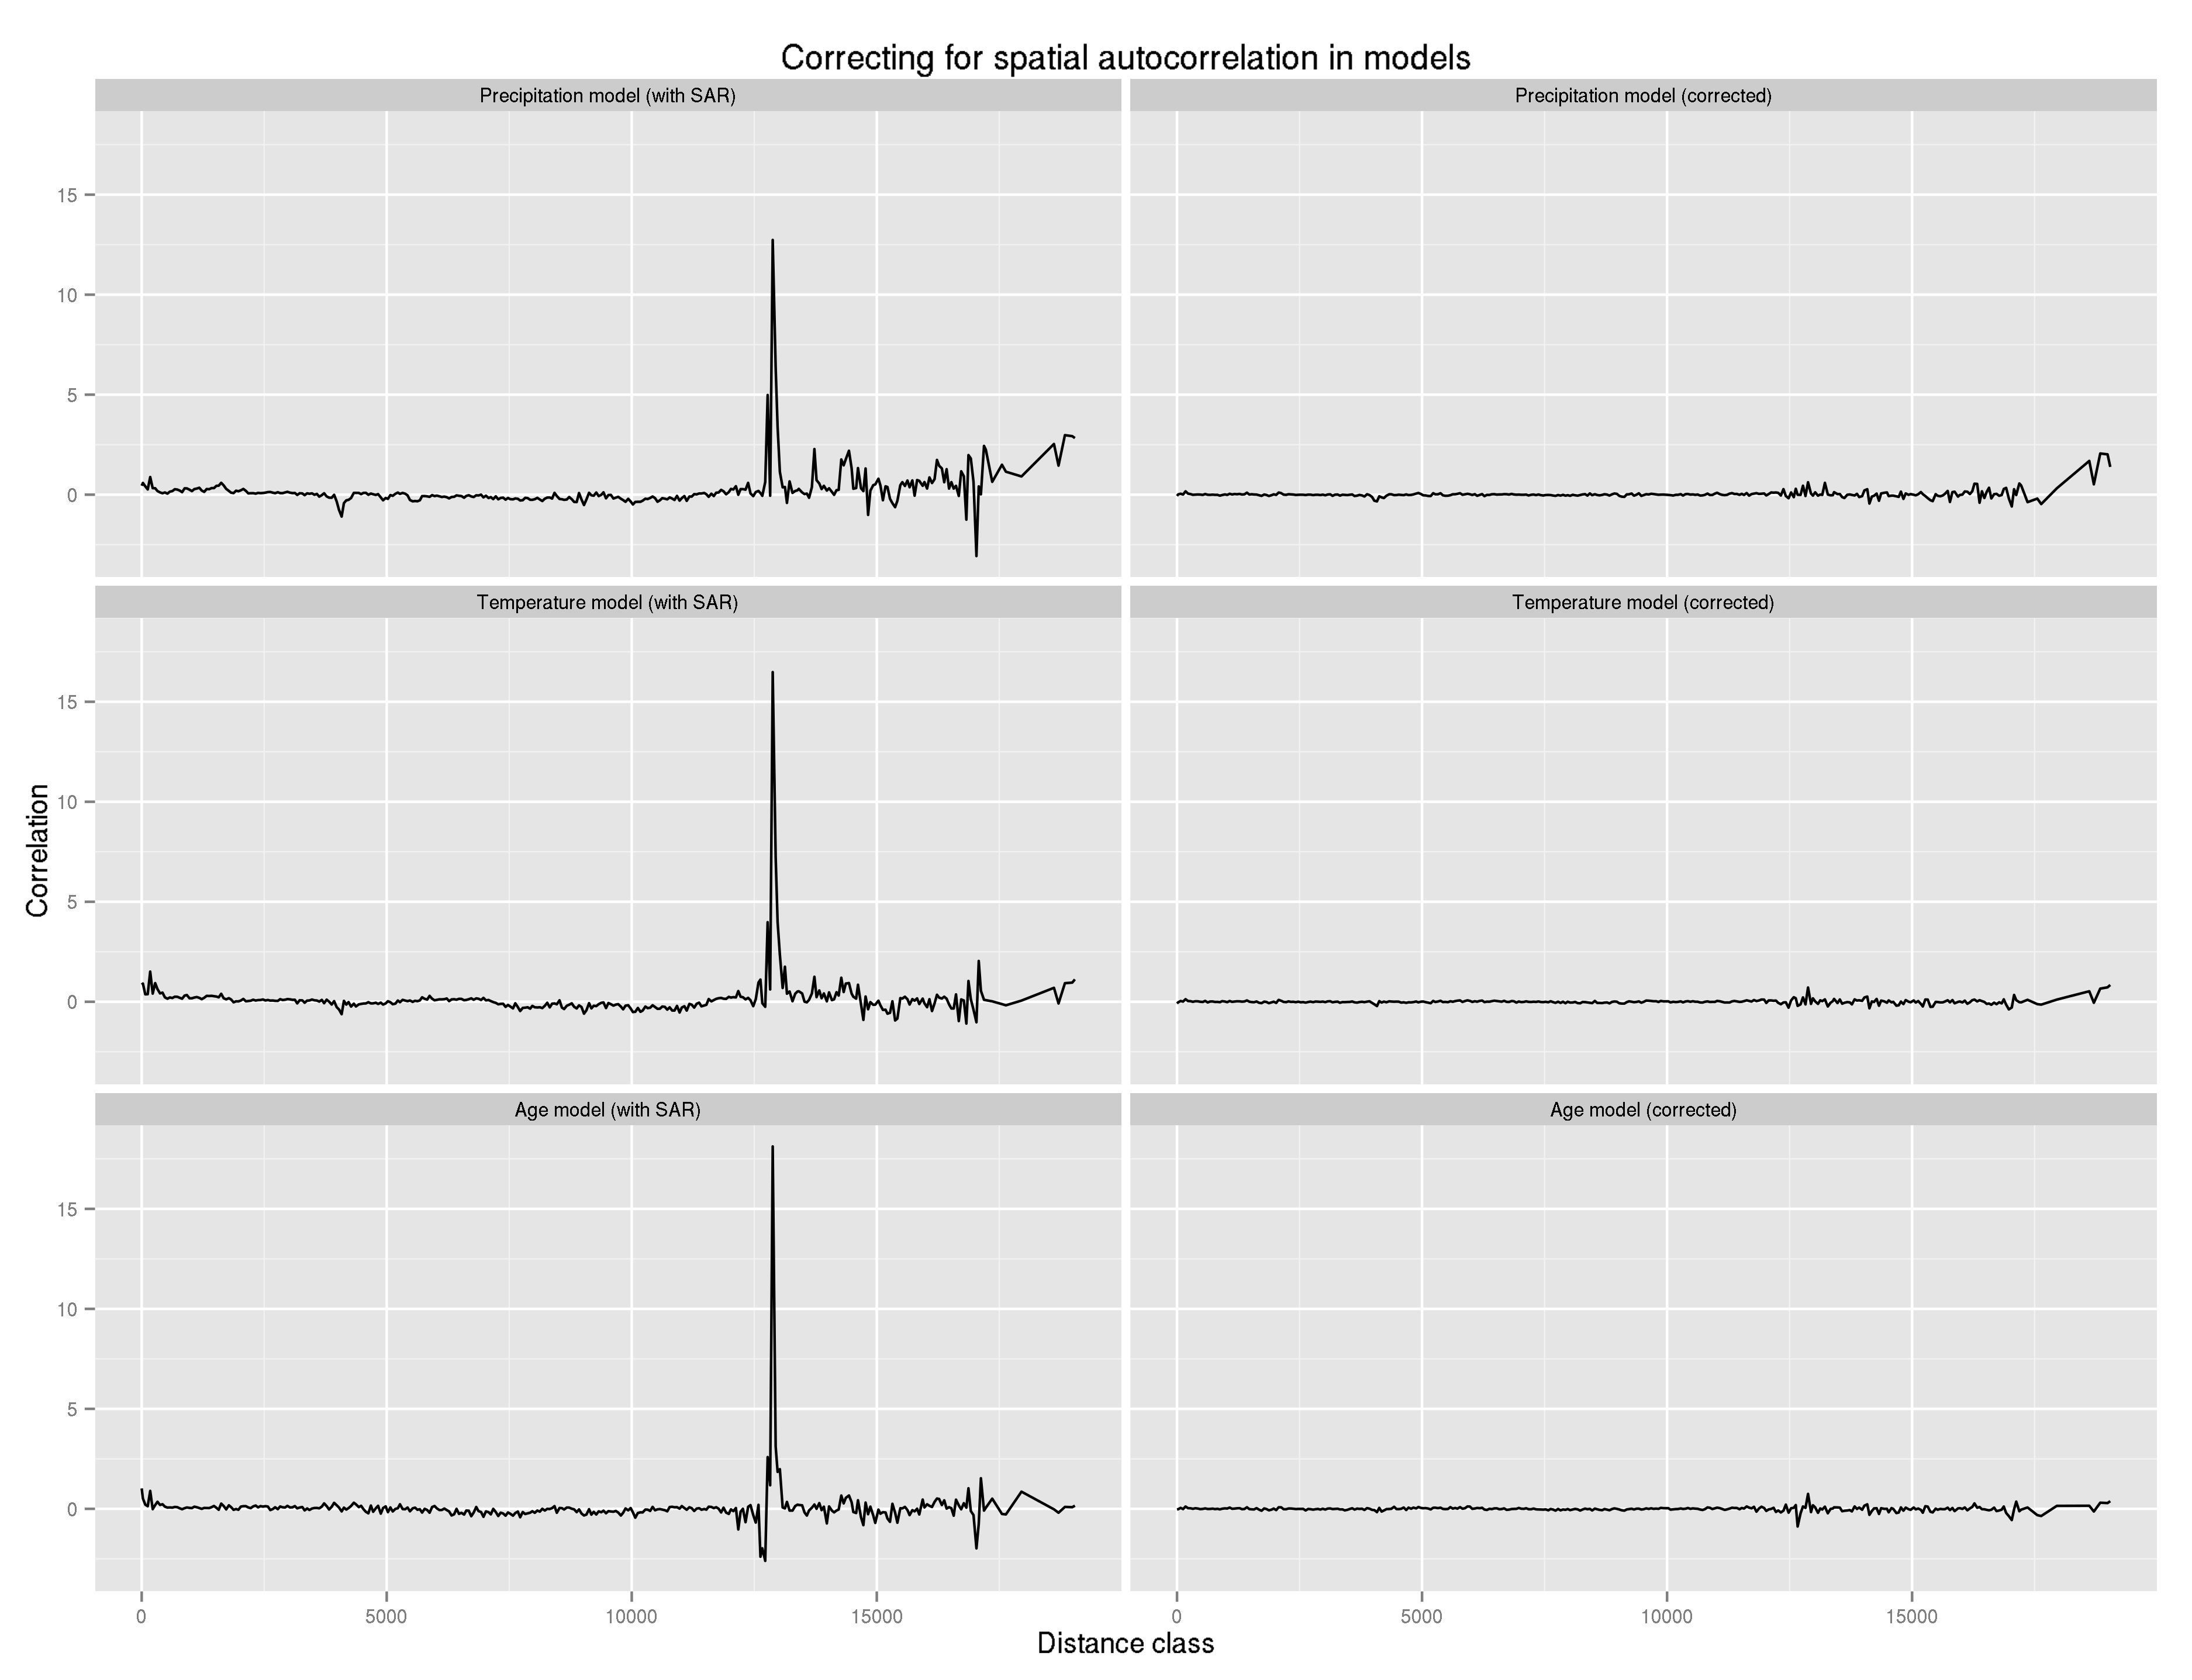 Correcting for spatial autocorrelation in models
Precipitation model (with SAR)
Precipitation model (corrected)
15
10
5
0
Temperature model (with SAR)
Temperature model (corrected)
15
10
5
0
Correlation
Age model (with SAR)
Age model (corrected)
15
10
5
0
0 5000 10000 15000
0 5000 10000 15000
Distance class